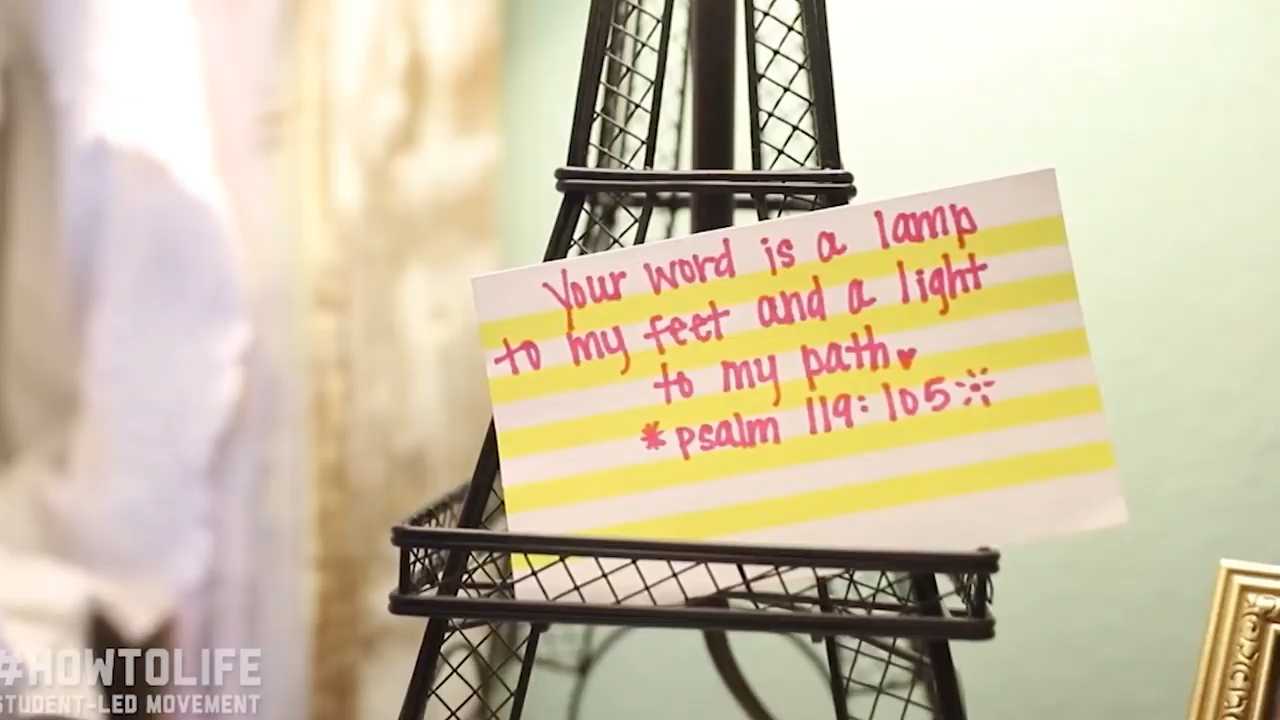 your word is a lamp
to my feet and a light
to my path♥
*psalm 119:105
#HOWTOLIFE
STUDENT-LED MOVEMENT